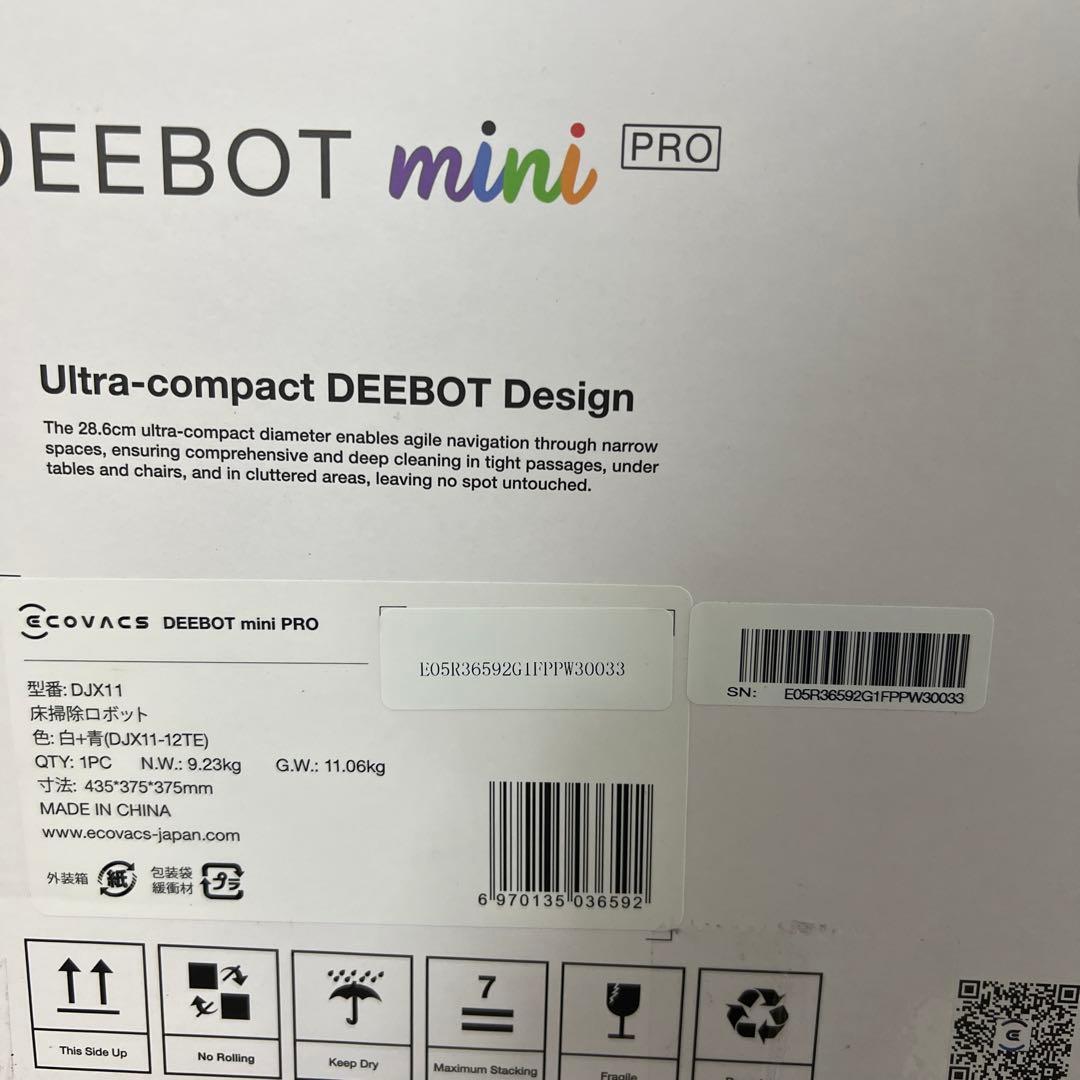 DEEBOT mini PRO
Ultra-compact DEEBOT Design
The 28.6cm ultra-compact diameter enables agile navigation through narrow
spaces, ensuring comprehensive and deep cleaning in tight passages, under
tables and chairs, and in cluttered areas, leaving no spot untouched.
ECOVACS DEEBOT mini PRO
E05R36592G1FPPW30033
SN: E05R36592G1FPPW30033
型番: DJX11
床掃除ロボット
色: 白+青(DJX11-12TE)
QTY: 1PC N.W.: 9.23kg G.W.: 11.06kg
寸法: 435*375*375mm
MADE IN CHINA
www.ecovacs-japan.com
外装箱 紙 包装袋 プラ
緩衝材
6 970135 036592
7
This Side Up
No Rolling
Keep Dry
Maximum Stacking
Fragile